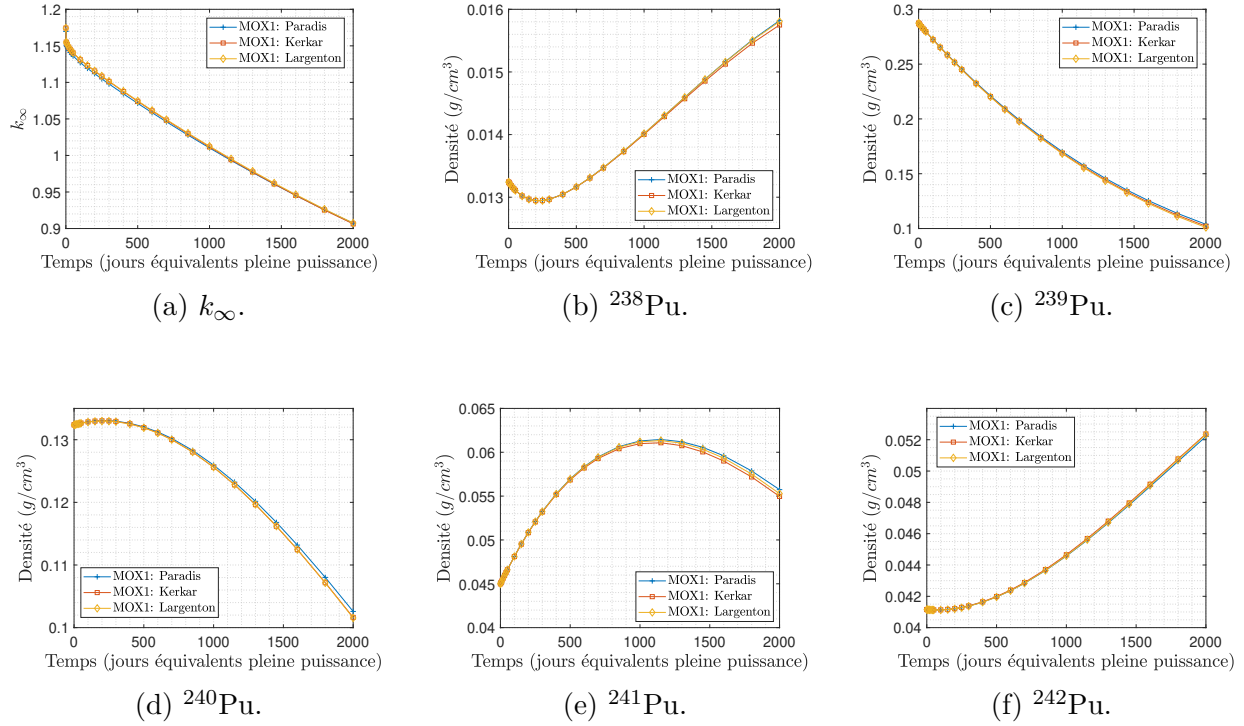 1.2
1.15
1.1
1.05
1
0.95
0.9
k∞
MOX1: Paradis
MOX1: Kerkar
MOX1: Largenton
0 500 1000 1500 2000
Temps (jours équivalents pleine puissance)
(a) k∞.
0.016
0.015
0.014
0.013
Densité (g/cm³)
MOX1: Paradis
MOX1: Kerkar
MOX1: Largenton
0 500 1000 1500 2000
Temps (jours équivalents pleine puissance)
(b) ²³⁸Pu.
0.3
0.25
0.2
0.15
0.1
Densité (g/cm³)
MOX1: Paradis
MOX1: Kerkar
MOX1: Largenton
0 500 1000 1500 2000
Temps (jours équivalents pleine puissance)
(c) ²³⁹Pu.
0.13
0.12
0.11
0.1
Densité (g/cm³)
MOX1: Paradis
MOX1: Kerkar
MOX1: Largenton
0 500 1000 1500 2000
Temps (jours équivalents pleine puissance)
(d) ²⁴⁰Pu.
0.065
0.06
0.055
0.05
0.045
0.04
Densité (g/cm³)
MOX1: Paradis
MOX1: Kerkar
MOX1: Largenton
0 500 1000 1500 2000
Temps (jours équivalents pleine puissance)
(e) ²⁴¹Pu.
0.052
0.05
0.048
0.046
0.044
0.042
0.04
Densité (g/cm³)
MOX1: Paradis
MOX1: Kerkar
MOX1: Largenton
0 500 1000 1500 2000
Temps (jours équivalents pleine puissance)
(f) ²⁴²Pu.